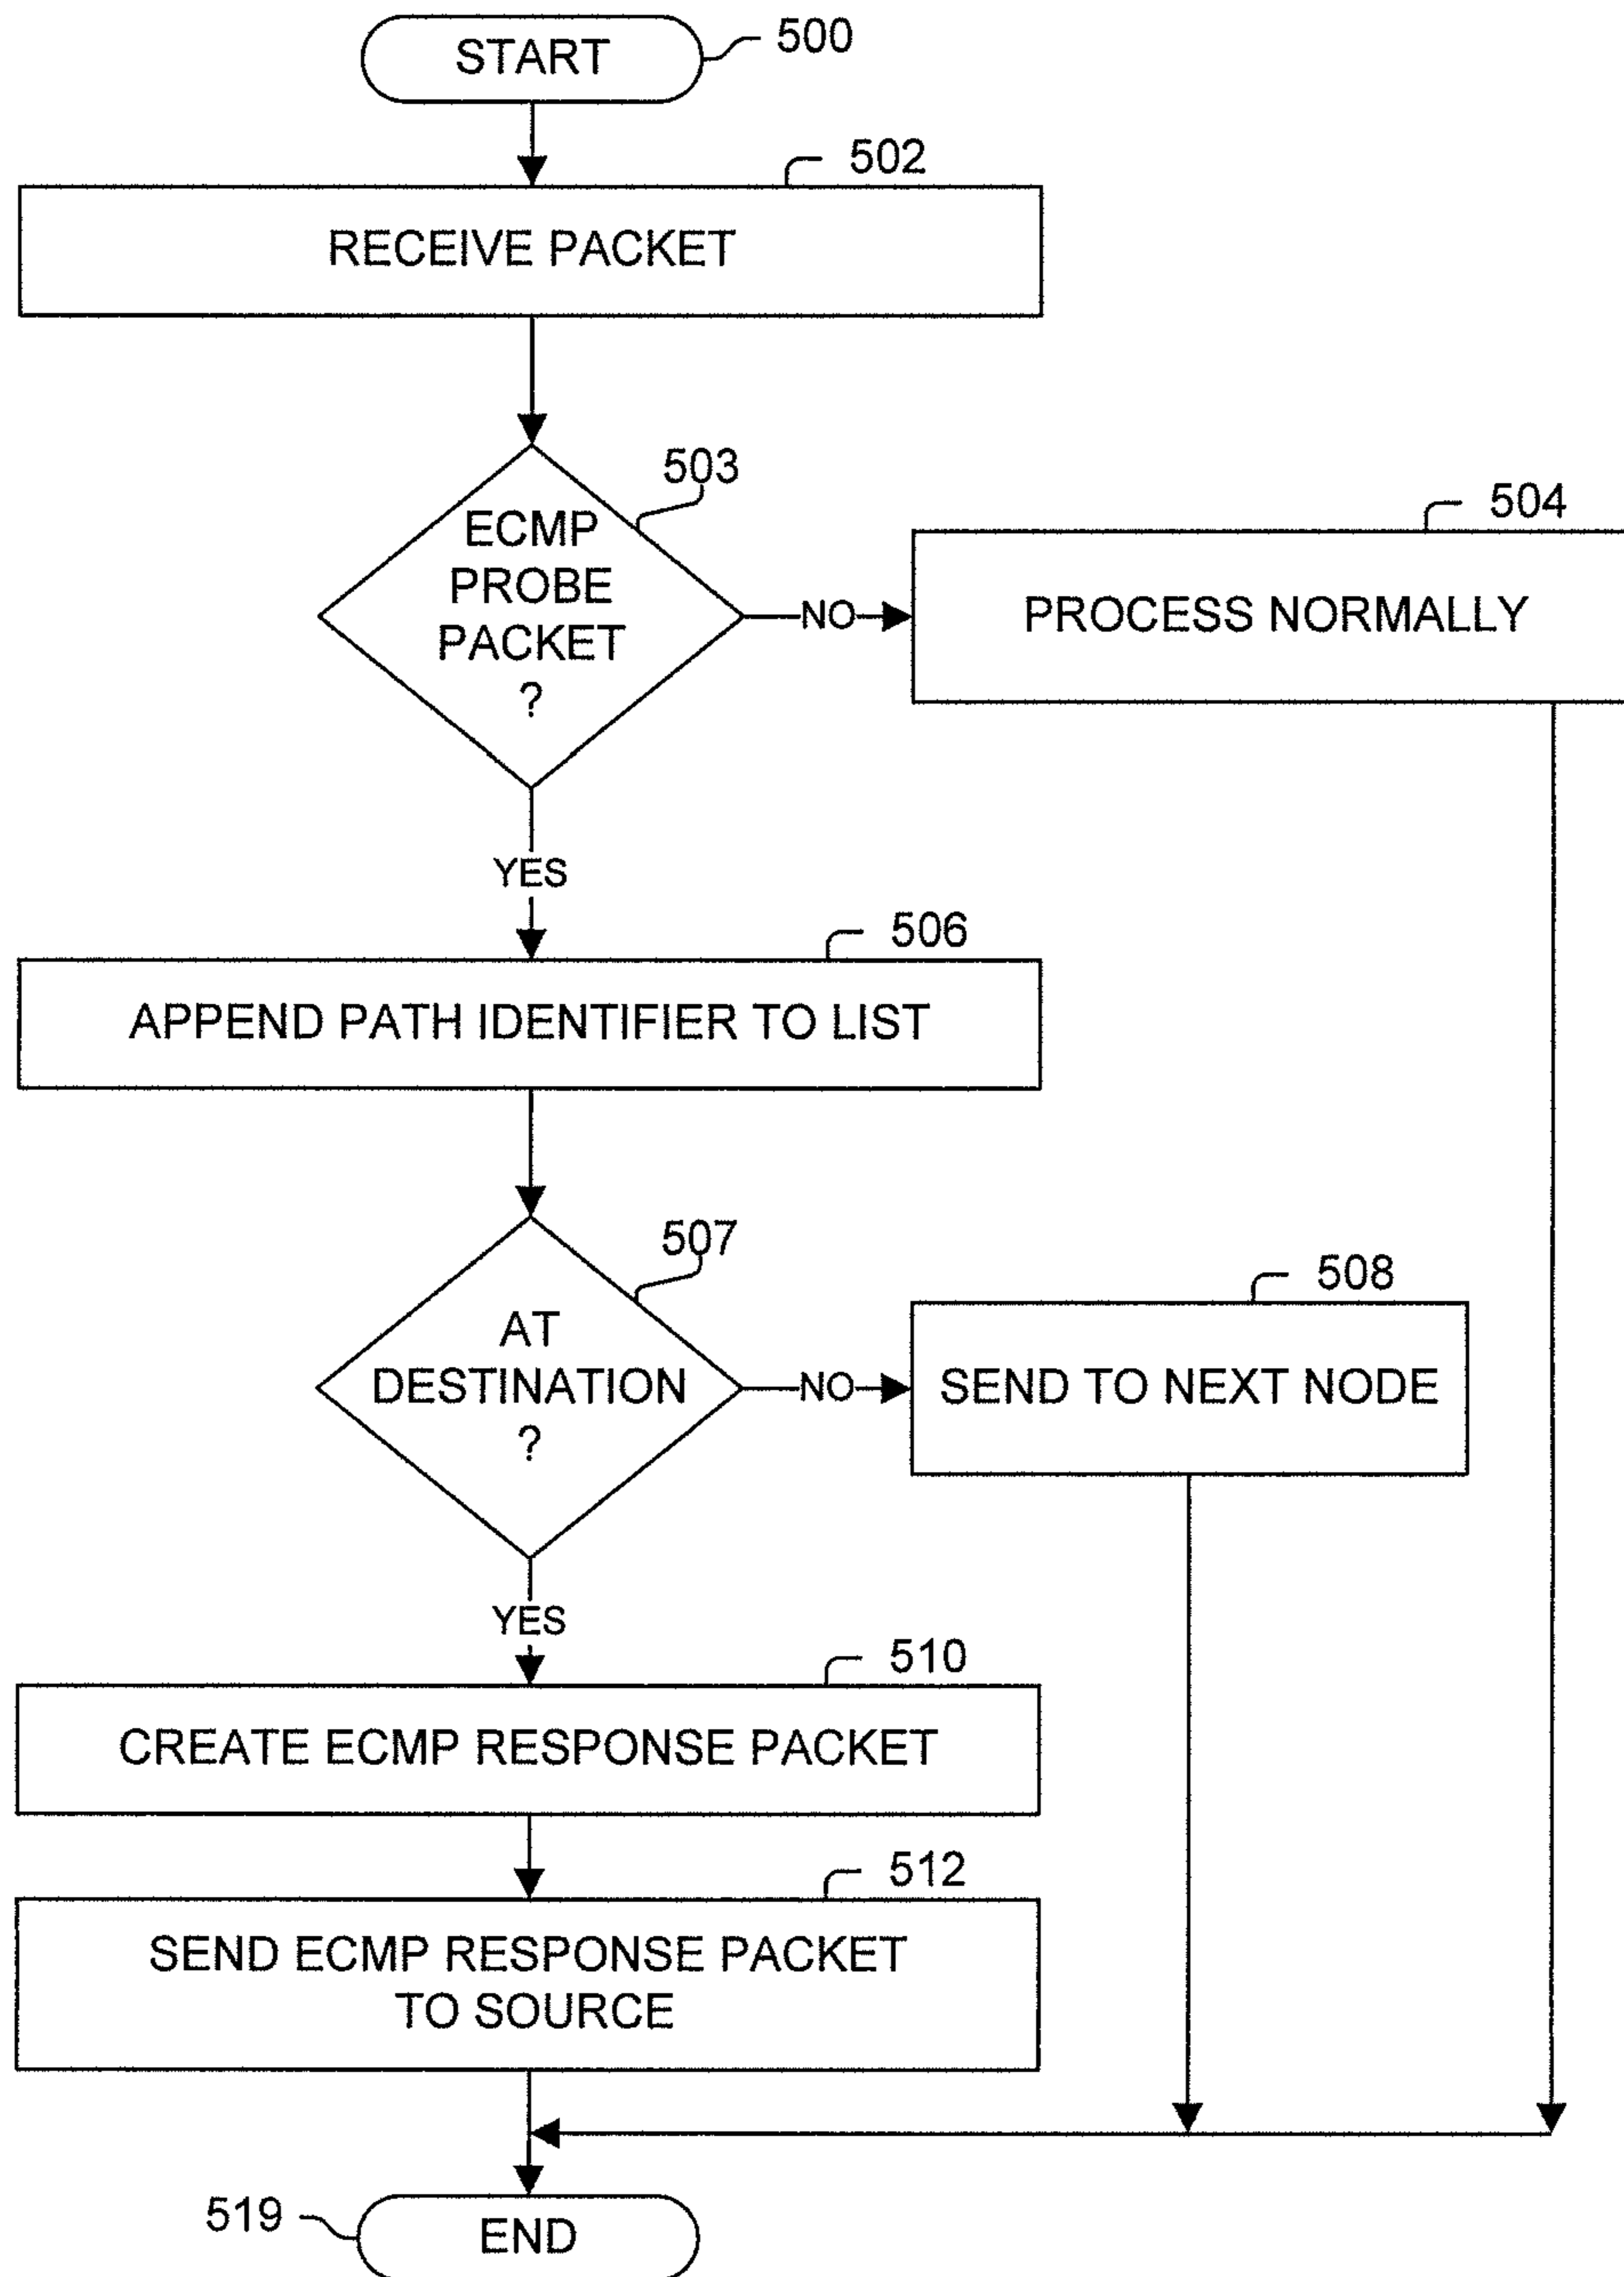 START
500
502
RECEIVE PACKET
503
ECMP
PROBE
PACKET
?
NO
504
PROCESS NORMALLY
YES
506
APPEND PATH IDENTIFIER TO LIST
507
AT
DESTINATION
?
NO
508
SEND TO NEXT NODE
YES
510
CREATE ECMP RESPONSE PACKET
512
SEND ECMP RESPONSE PACKET
TO SOURCE
519
END